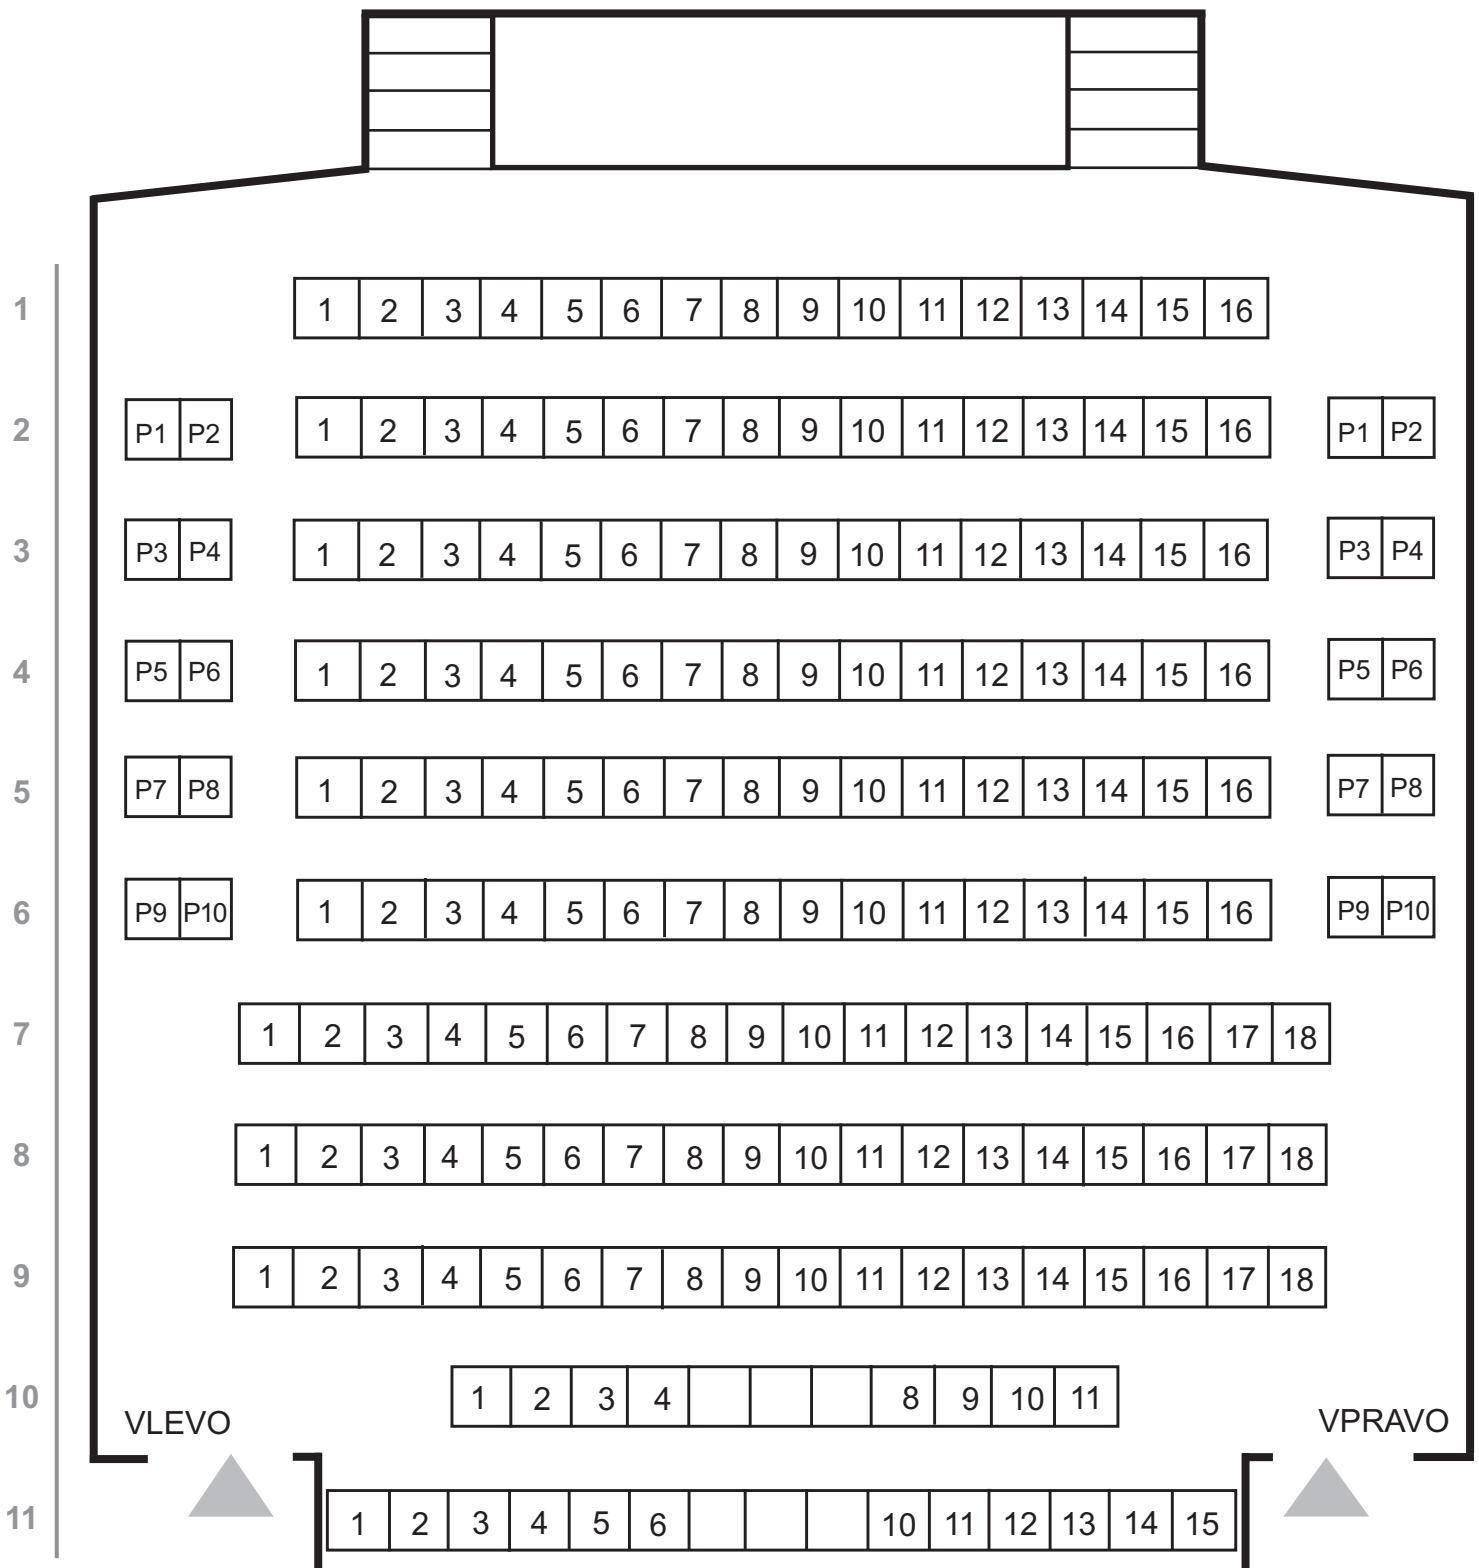 1 1 2 3 4 5 6 7 8 9 10 11 12 13 14 15 16
2 P1 P2 1 2 3 4 5 6 7 8 9 10 11 12 13 14 15 16 P1 P2
3 P3 P4 1 2 3 4 5 6 7 8 9 10 11 12 13 14 15 16 P3 P4
4 P5 P6 1 2 3 4 5 6 7 8 9 10 11 12 13 14 15 16 P5 P6
5 P7 P8 1 2 3 4 5 6 7 8 9 10 11 12 13 14 15 16 P7 P8
6 P9 P10 1 2 3 4 5 6 7 8 9 10 11 12 13 14 15 16 P9 P10
7 1 2 3 4 5 6 7 8 9 10 11 12 13 14 15 16 17 18
8 1 2 3 4 5 6 7 8 9 10 11 12 13 14 15 16 17 18
9 1 2 3 4 5 6 7 8 9 10 11 12 13 14 15 16 17 18
10 1 2 3 4 8 9 10 11
VLEVO VPRAVO
11 1 2 3 4 5 6 10 11 12 13 14 15